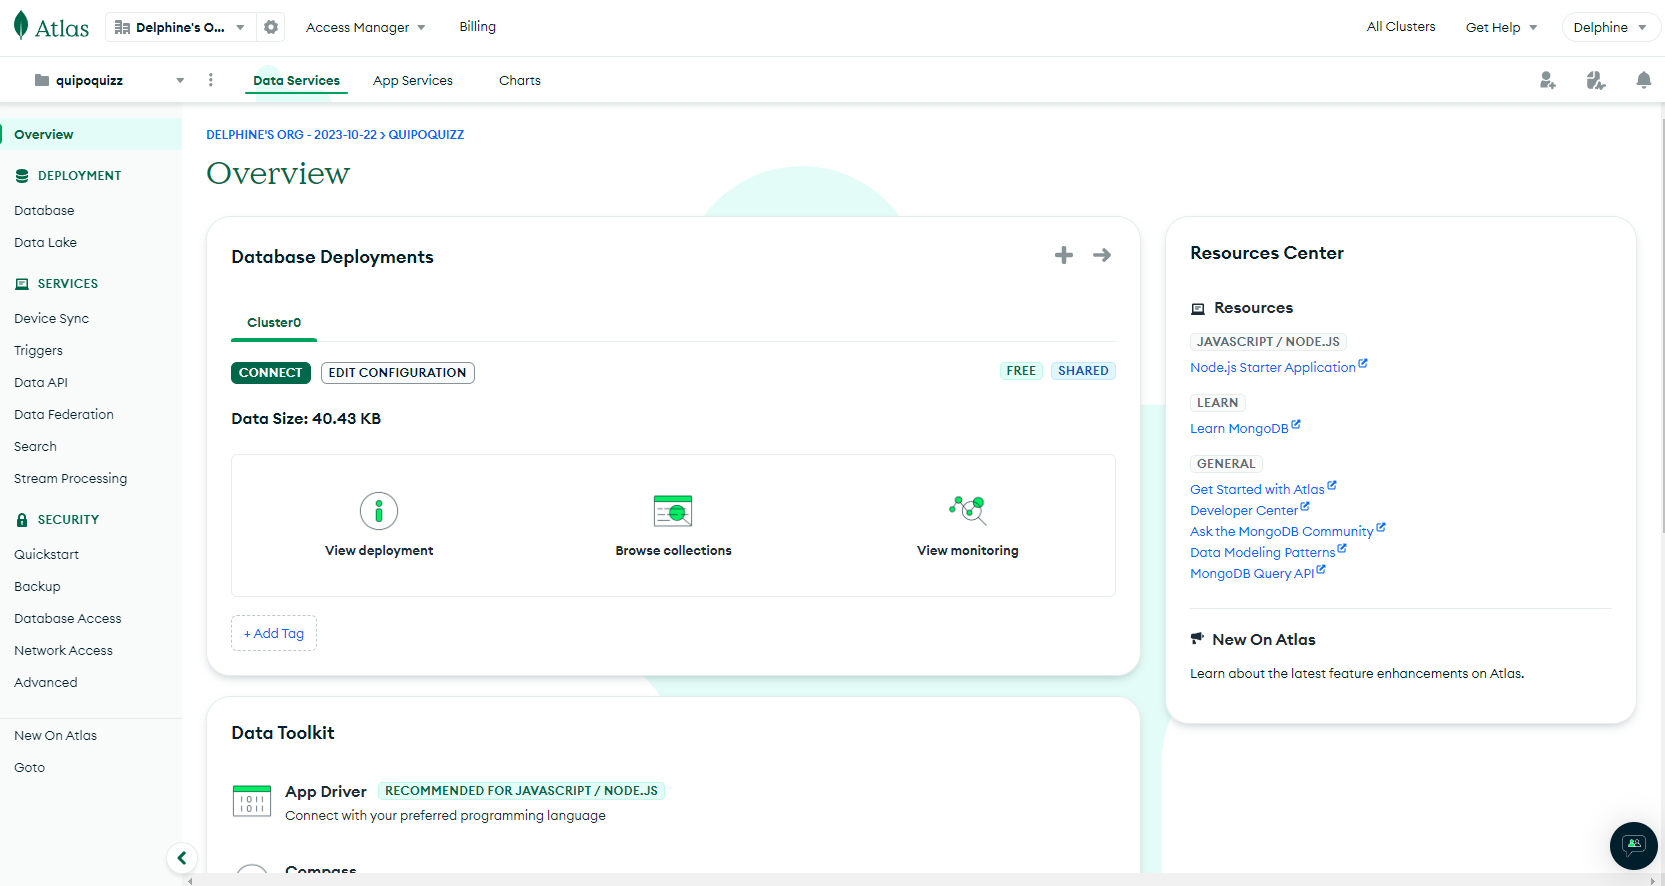 Atlas
Delphine's O...
Access Manager
Billing
All Clusters
Get Help
Delphine
quipoquizz
Data Services
App Services
Charts
Overview
DEPLOYMENT
Database
Data Lake
SERVICES
Device Sync
Triggers
Data API
Data Federation
Search
Stream Processing
SECURITY
Quickstart
Backup
Database Access
Network Access
Advanced
New On Atlas
Goto
DELPHINE'S ORG - 2023-10-22 > QUIPOQUIZZ
Overview
Database Deployments
Cluster0
CONNECT
EDIT CONFIGURATION
FREE
SHARED
Data Size: 40.43 KB
View deployment
Browse collections
View monitoring
+ Add Tag
Data Toolkit
App Driver
RECOMMENDED FOR JAVASCRIPT / NODE.JS
Connect with your preferred programming language
Compass
Resources Center
Resources
JAVASCRIPT / NODE.JS
Node.js Starter Application
LEARN
Learn MongoDB
GENERAL
Get Started with Atlas
Developer Center
Ask the MongoDB Community
Data Modeling Patterns
MongoDB Query API
New On Atlas
Learn about the latest feature enhancements on Atlas.